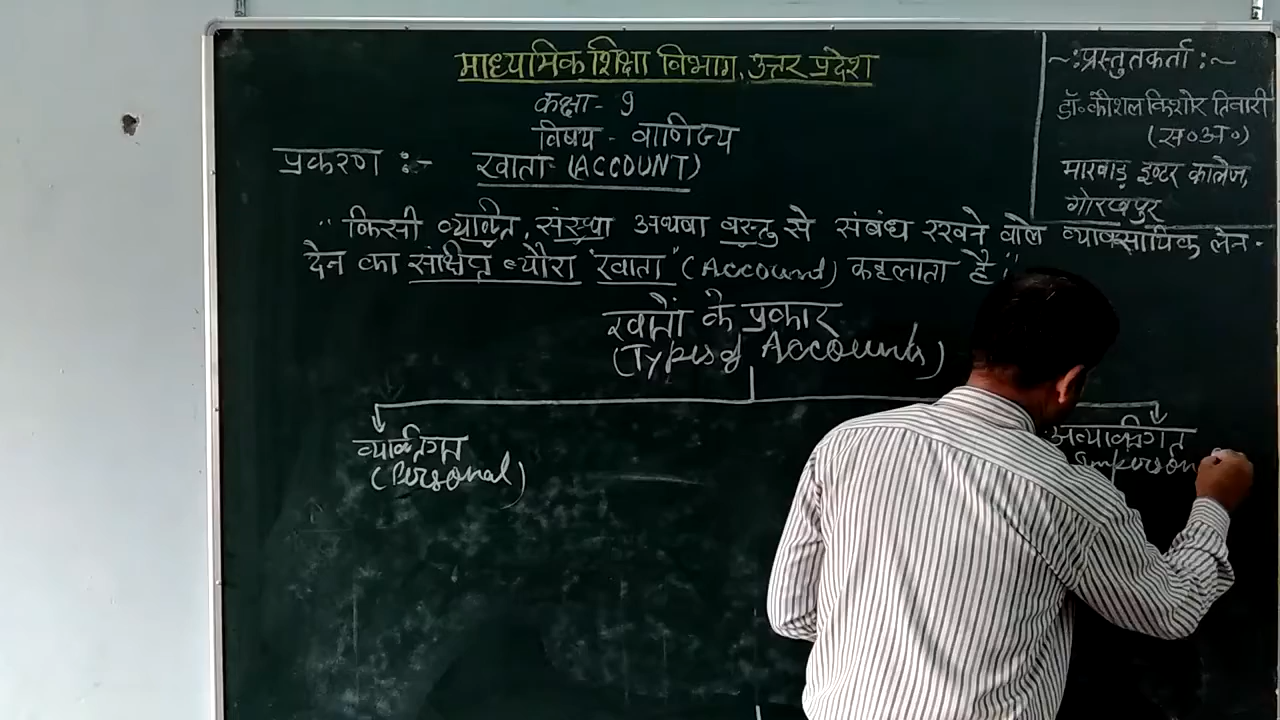 माध्यमिक शिक्षा विभाग, उत्तर प्रदेश
कक्षा - 9
विषय - वाणिज्य
प्रकरण :- खाता (ACCOUNT)
~:प्रस्तुतकर्ता:~
डॉ० कौशल किशोर तिवारी
(स०अ०)
मारवाड़ इण्टर कालेज,
गोरखपुर
" किसी व्यक्ति, संस्था अथवा वस्तु से संबंध रखने वाले व्यावसायिक लेन-
देन का संक्षिप्त ब्यौरा "खाता" (Account) कहलाता है।"
खातों के प्रकार
(Types of Accounts)
व्यक्तिगत
(Personal)
अव्यक्तिगत
Imperson